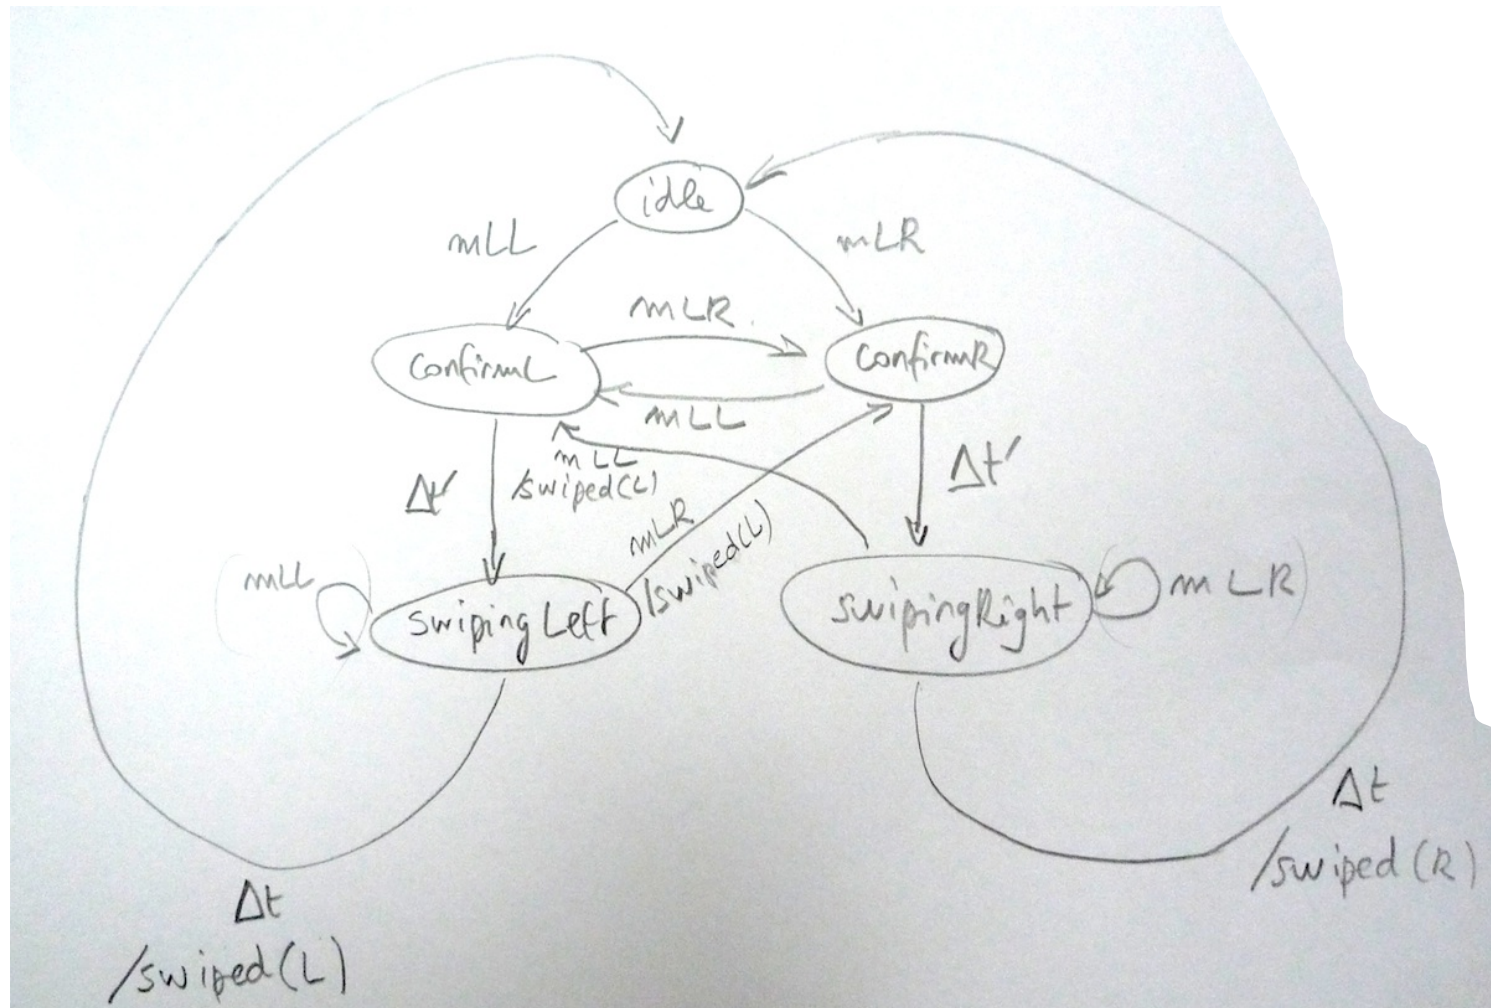 idle
mLL
mLR
mLR
confirmL
confirmR
mLL
mLL
/swiped(L)
Δt'
Δt'
mLR
/swiped(L)
mLL
swiping Left
swipingRight
mLR
Δt
/swiped(R)
Δt
/swiped(L)